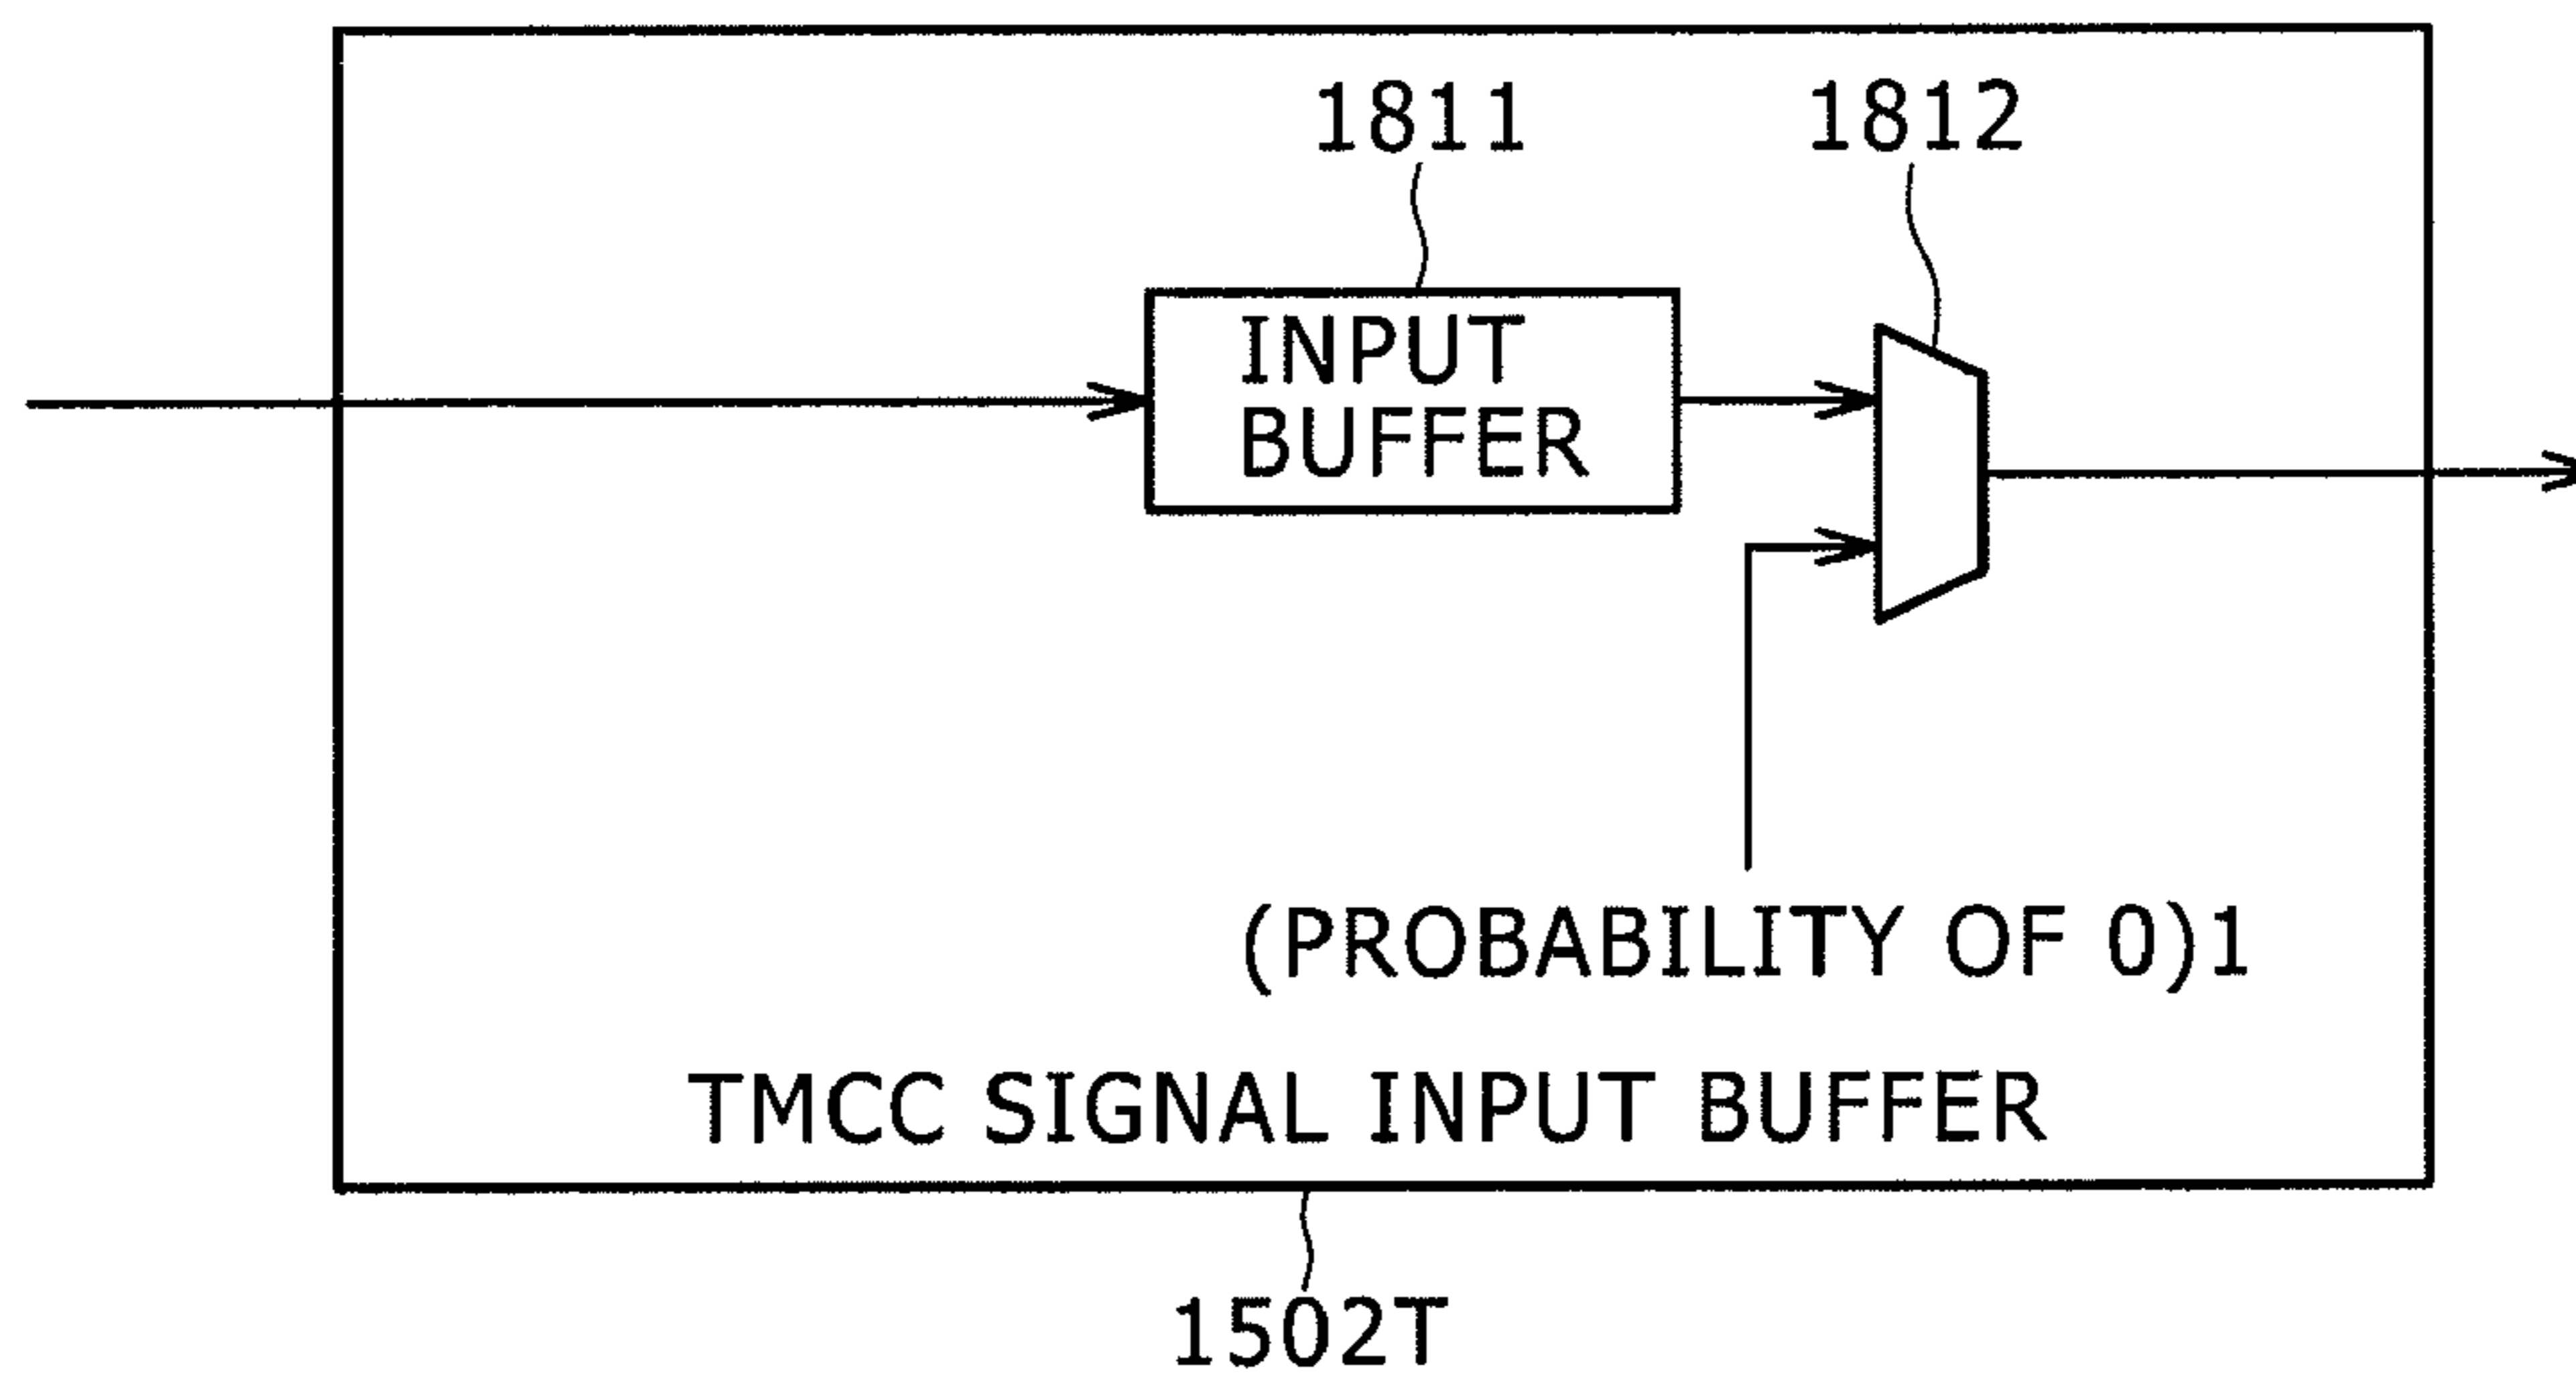 1811
1812
INPUT
BUFFER
(PROBABILITY OF 0)1
TMCC SIGNAL INPUT BUFFER
1502T